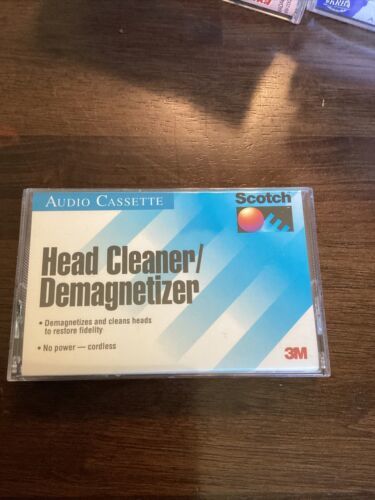 AUDIO CASSETTE
Scotch
Head Cleaner/
Demagnetizer
• Demagnetizes and cleans heads
to restore fidelity
• No power — cordless
3M